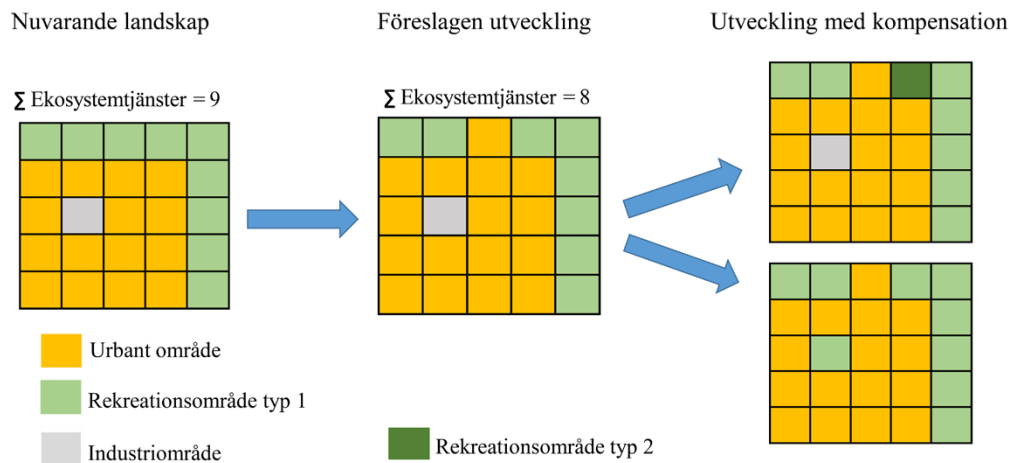 Nuvarande landskap
Föreslagen utveckling
Utveckling med kompensation
∑ Ekosystemtjänster = 9
∑ Ekosystemtjänster = 8
Urbant område
Rekreationsområde typ 1
Industriområde
Rekreationsområde typ 2